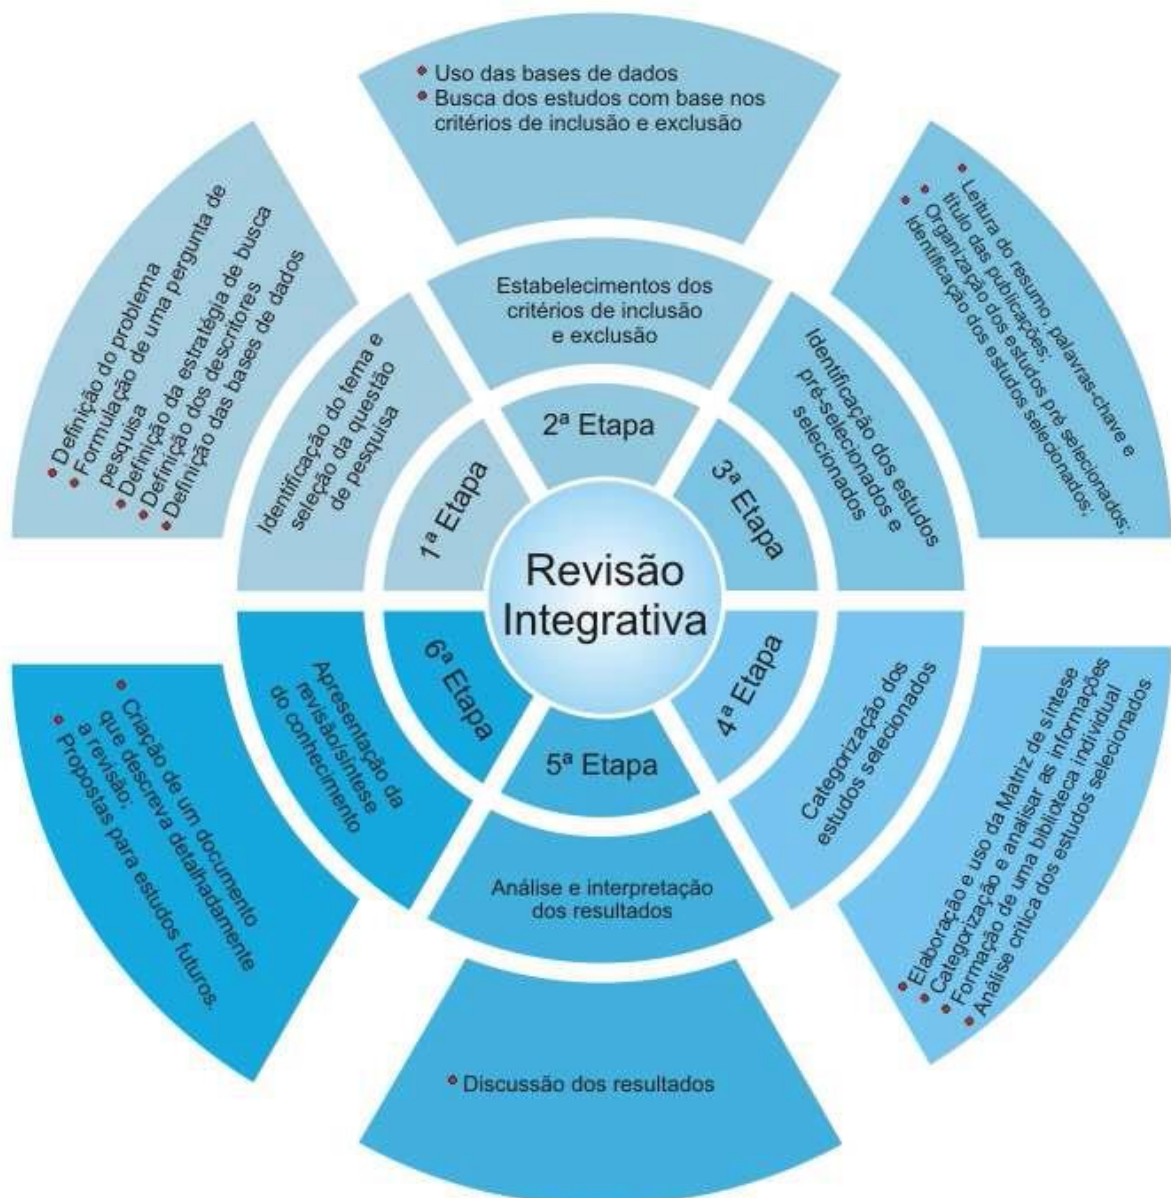 Revisão
Integrativa
1ª Etapa
Identificação do tema e
seleção da questão
de pesquisa
Definição do problema
Formulação de uma pergunta de
pesquisa
Definição da estratégia de busca
Definição dos descritores
Definição das bases de dados
2ª Etapa
Estabelecimentos dos
critérios de inclusão
e exclusão
Uso das bases de dados
Busca dos estudos com base nos
critérios de inclusão e exclusão
3ª Etapa
Identificação dos estudos
pré-selecionados e
selecionados
Leitura do resumo, palavras-chave e
título das publicações;
Organização dos estudos pré selecionados;
Identificação dos estudos selecionados;
4ª Etapa
Categorização dos
estudos selecionados
Elaboração e uso da Matriz de síntese
Categorização e analisar as informações
Formação de uma biblioteca individual
Análise crítica dos estudos selecionados
5ª Etapa
Análise e interpretação
dos resultados
Discussão dos resultados
6ª Etapa
Apresentação da
revisão/síntese
do conhecimento
Criação de um documento
que descreva detalhadamente
a revisão;
Propostas para estudos futuros.